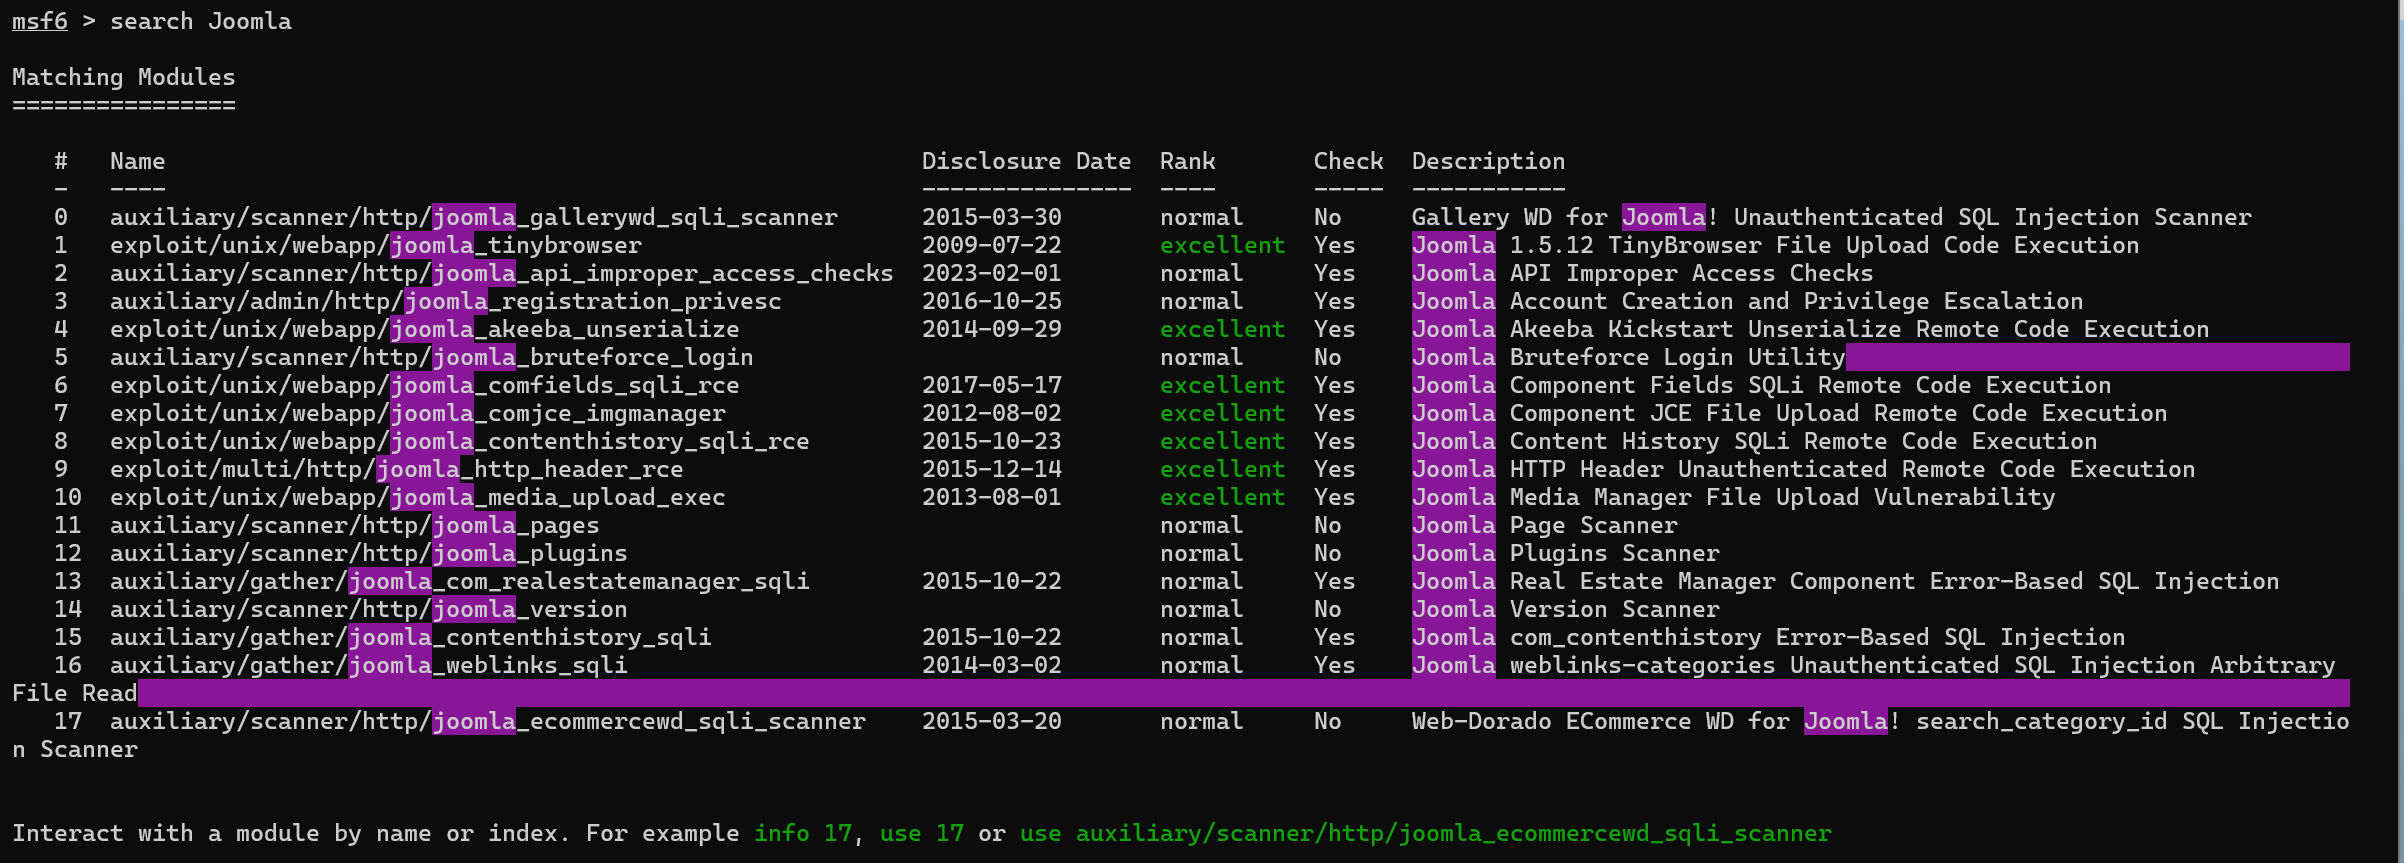 msf6 > search Joomla
Matching Modules
================
#   Name                                                      Disclosure Date  Rank       Check  Description
-   ----                                                      ---------------  ----       -----  -----------
0   auxiliary/scanner/http/joomla_gallerywd_sqli_scanner      2015-03-30       normal     No     Gallery WD for Joomla! Unauthenticated SQL Injection Scanner
1   exploit/unix/webapp/joomla_tinybrowser                    2009-07-22       excellent  Yes    Joomla 1.5.12 TinyBrowser File Upload Code Execution
2   auxiliary/scanner/http/joomla_api_improper_access_checks  2023-02-01       normal     Yes    Joomla API Improper Access Checks
3   auxiliary/admin/http/joomla_registration_privesc          2016-10-25       normal     Yes    Joomla Account Creation and Privilege Escalation
4   exploit/unix/webapp/joomla_akeeba_unserialize             2014-09-29       excellent  Yes    Joomla Akeeba Kickstart Unserialize Remote Code Execution
5   auxiliary/scanner/http/joomla_bruteforce_login                             normal     No     Joomla Bruteforce Login Utility
6   exploit/unix/webapp/joomla_comfields_sqli_rce             2017-05-17       excellent  Yes    Joomla Component Fields SQLi Remote Code Execution
7   exploit/unix/webapp/joomla_comjce_imgmanager              2012-08-02       excellent  Yes    Joomla Component JCE File Upload Remote Code Execution
8   exploit/unix/webapp/joomla_contenthistory_sqli_rce        2015-10-23       excellent  Yes    Joomla Content History SQLi Remote Code Execution
9   exploit/multi/http/joomla_http_header_rce                 2015-12-14       excellent  Yes    Joomla HTTP Header Unauthenticated Remote Code Execution
10  exploit/unix/webapp/joomla_media_upload_exec              2013-08-01       excellent  Yes    Joomla Media Manager File Upload Vulnerability
11  auxiliary/scanner/http/joomla_pages                                        normal     No     Joomla Page Scanner
12  auxiliary/scanner/http/joomla_plugins                                      normal     No     Joomla Plugins Scanner
13  auxiliary/gather/joomla_com_realestatemanager_sqli        2015-10-22       normal     Yes    Joomla Real Estate Manager Component Error-Based SQL Injection
14  auxiliary/scanner/http/joomla_version                                      normal     No     Joomla Version Scanner
15  auxiliary/gather/joomla_contenthistory_sqli               2015-10-22       normal     Yes    Joomla com_contenthistory Error-Based SQL Injection
16  auxiliary/gather/joomla_weblinks_sqli                     2014-03-02       normal     Yes    Joomla weblinks-categories Unauthenticated SQL Injection Arbitrary
File Read
17  auxiliary/scanner/http/joomla_ecommercewd_sqli_scanner    2015-03-20       normal     No     Web-Dorado ECommerce WD for Joomla! search_category_id SQL Injectio
n Scanner
Interact with a module by name or index. For example info 17, use 17 or use auxiliary/scanner/http/joomla_ecommercewd_sqli_scanner